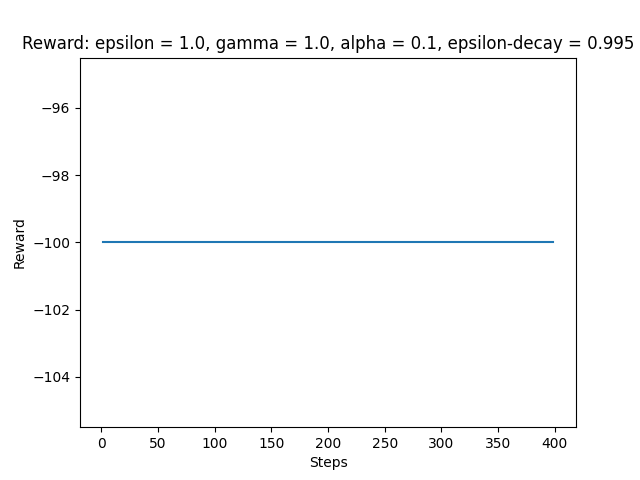 Reward: epsilon = 1.0, gamma = 1.0, alpha = 0.1, epsilon-decay = 0.995
−96
−98
−100
−102
−104
Reward
0 50 100 150 200 250 300 350 400
Steps